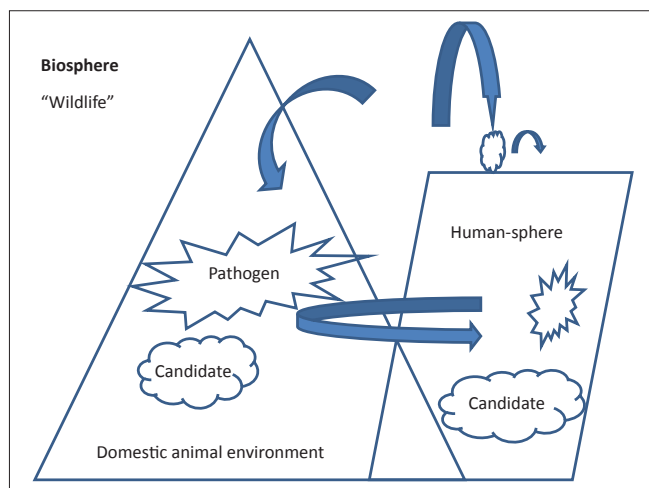 Biosphere
“Wildlife”
Human-sphere
Pathogen
Candidate
Candidate
Domestic animal environment